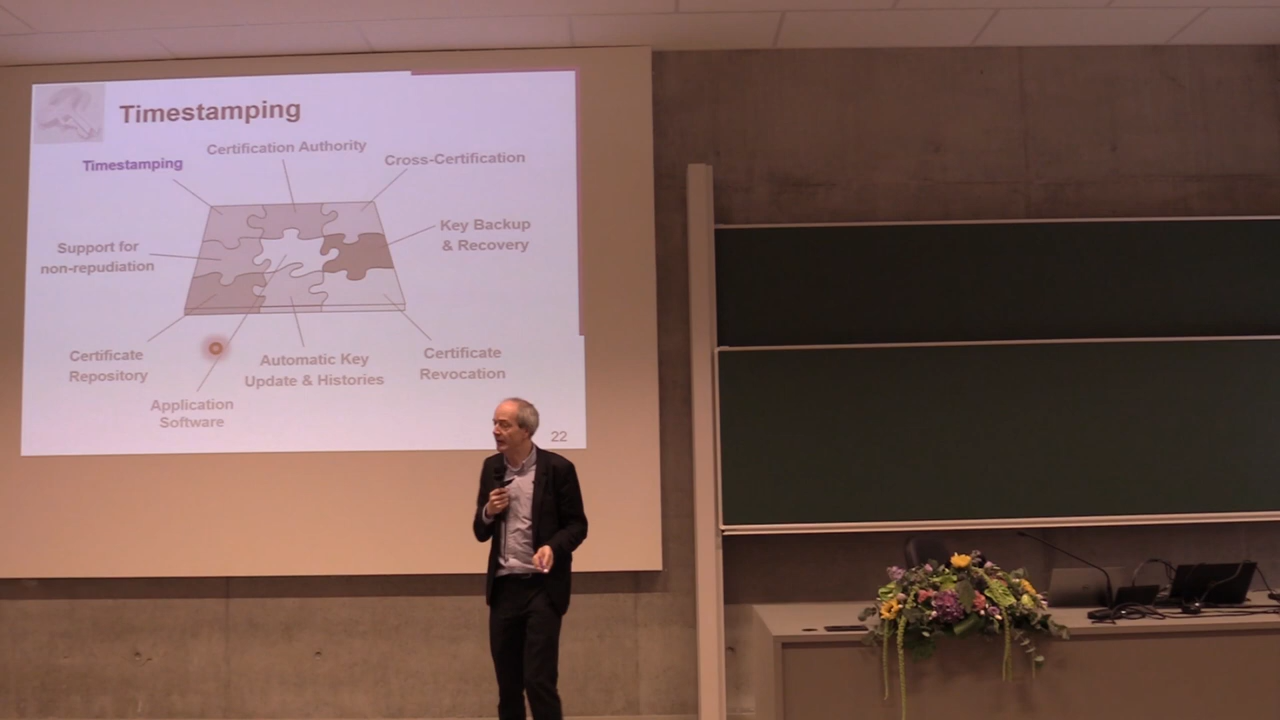 Timestamping
Certification Authority
Timestamping
Cross-Certification
Key Backup
& Recovery
Support for
non-repudiation
Certificate
Repository
Automatic Key
Update & Histories
Certificate
Revocation
Application
Software
22